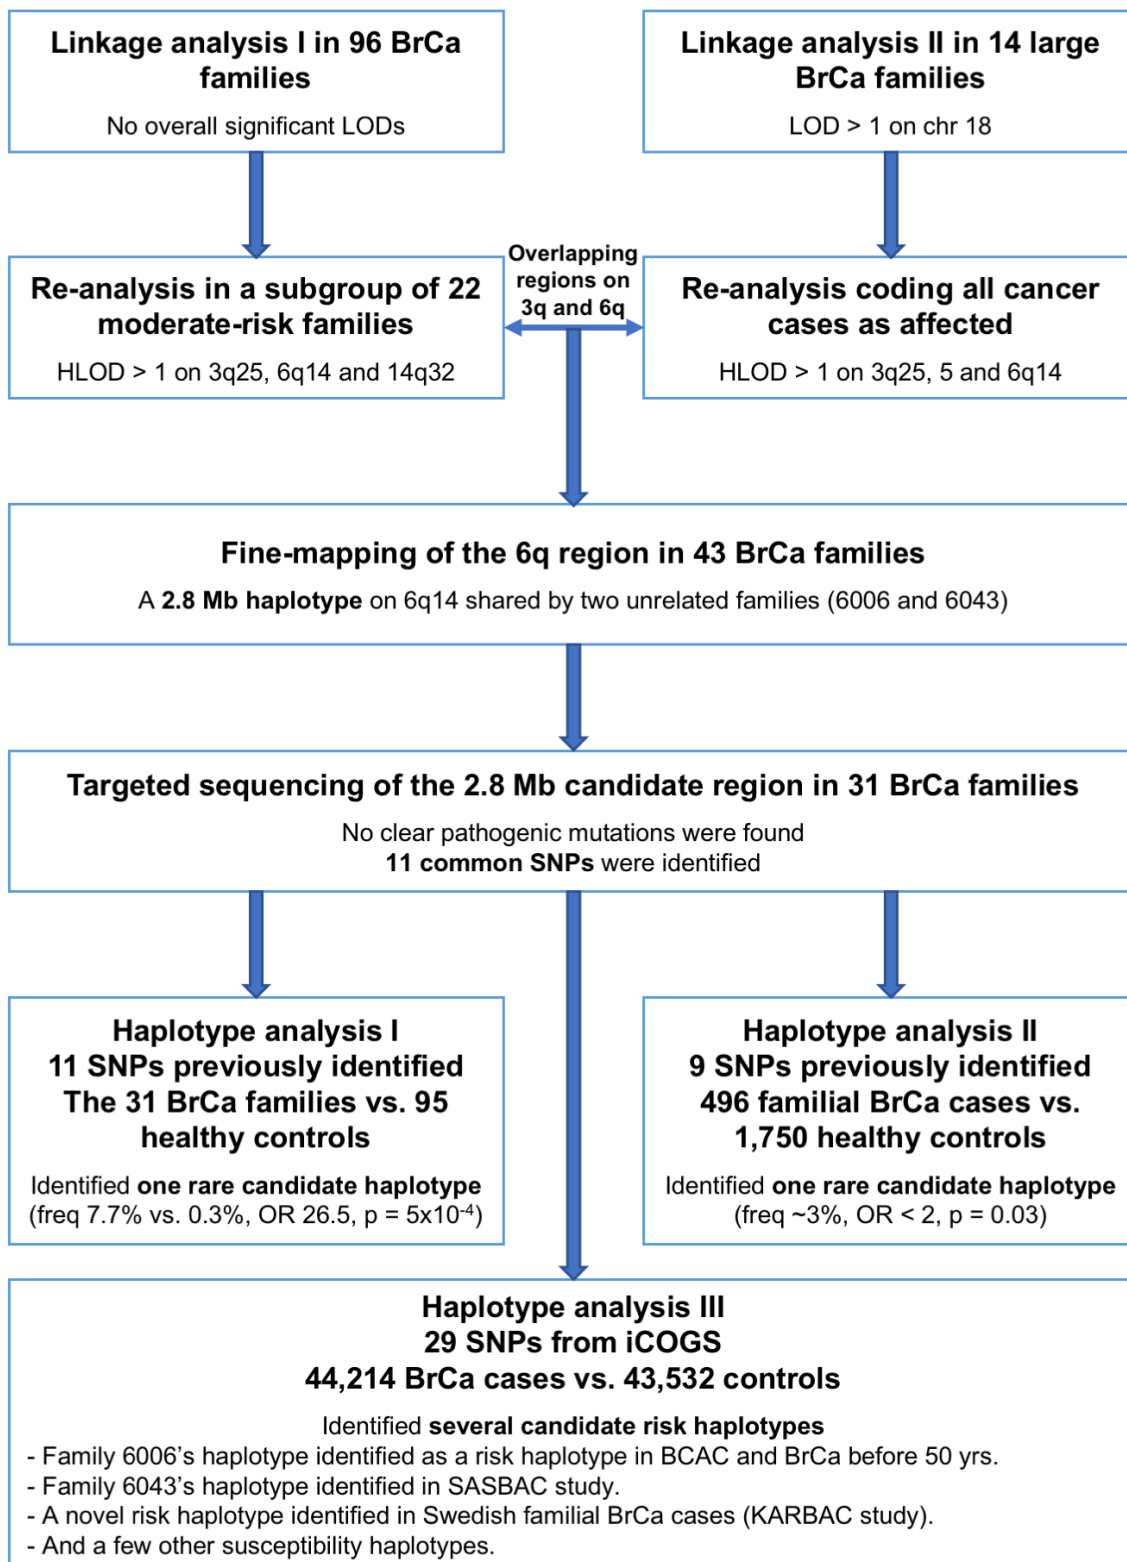 Linkage analysis I in 96 BrCa
families
No overall significant LODs
Linkage analysis II in 14 large
BrCa families
LOD > 1 on chr 18
Overlapping
regions on
3q and 6q
Re-analysis in a subgroup of 22
moderate-risk families
HLOD > 1 on 3q25, 6q14 and 14q32
Re-analysis coding all cancer
cases as affected
HLOD > 1 on 3q25, 5 and 6q14
Fine-mapping of the 6q region in 43 BrCa families
A 2.8 Mb haplotype on 6q14 shared by two unrelated families (6006 and 6043)
Targeted sequencing of the 2.8 Mb candidate region in 31 BrCa families
No clear pathogenic mutations were found
11 common SNPs were identified
Haplotype analysis I
11 SNPs previously identified
The 31 BrCa families vs. 95
healthy controls
Identified one rare candidate haplotype
(freq 7.7% vs. 0.3%, OR 26.5, p = 5x10⁻⁴)
Haplotype analysis II
9 SNPs previously identified
496 familial BrCa cases vs.
1,750 healthy controls
Identified one rare candidate haplotype
(freq ~3%, OR < 2, p = 0.03)
Haplotype analysis III
29 SNPs from iCOGS
44,214 BrCa cases vs. 43,532 controls
Identified several candidate risk haplotypes
- Family 6006's haplotype identified as a risk haplotype in BCAC and BrCa before 50 yrs.
- Family 6043's haplotype identified in SASBAC study.
- A novel risk haplotype identified in Swedish familial BrCa cases (KARBAC study).
- And a few other susceptibility haplotypes.